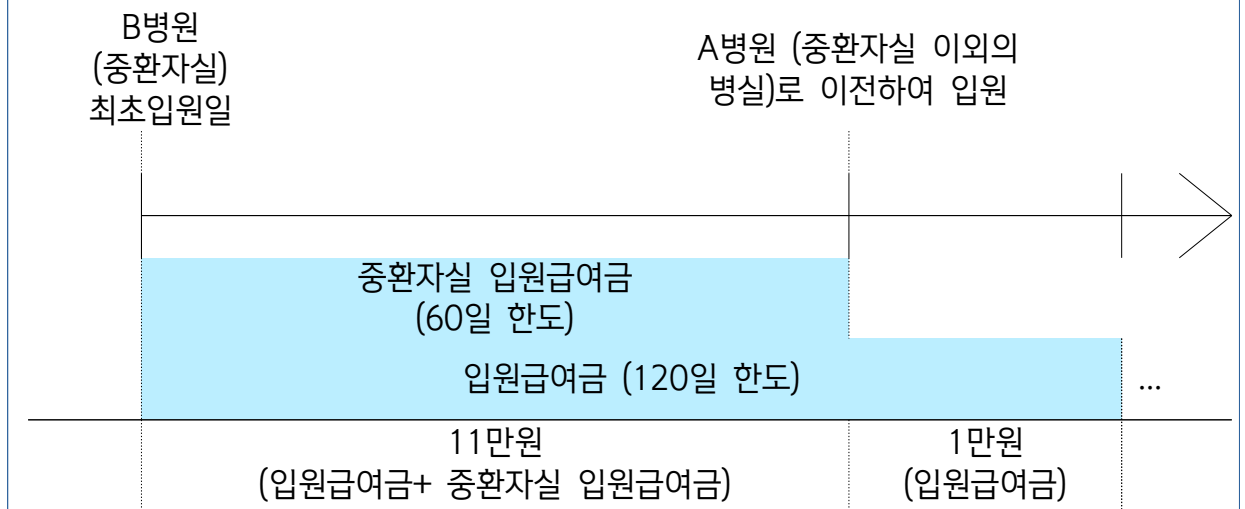 B병원
(중환자실)
최초입원일
A병원 (중환자실 이외의
병실)로 이전하여 입원
중환자실 입원급여금
(60일 한도)
입원급여금 (120일 한도)
...
11만원
(입원급여금+ 중환자실 입원급여금)
1만원
(입원급여금)